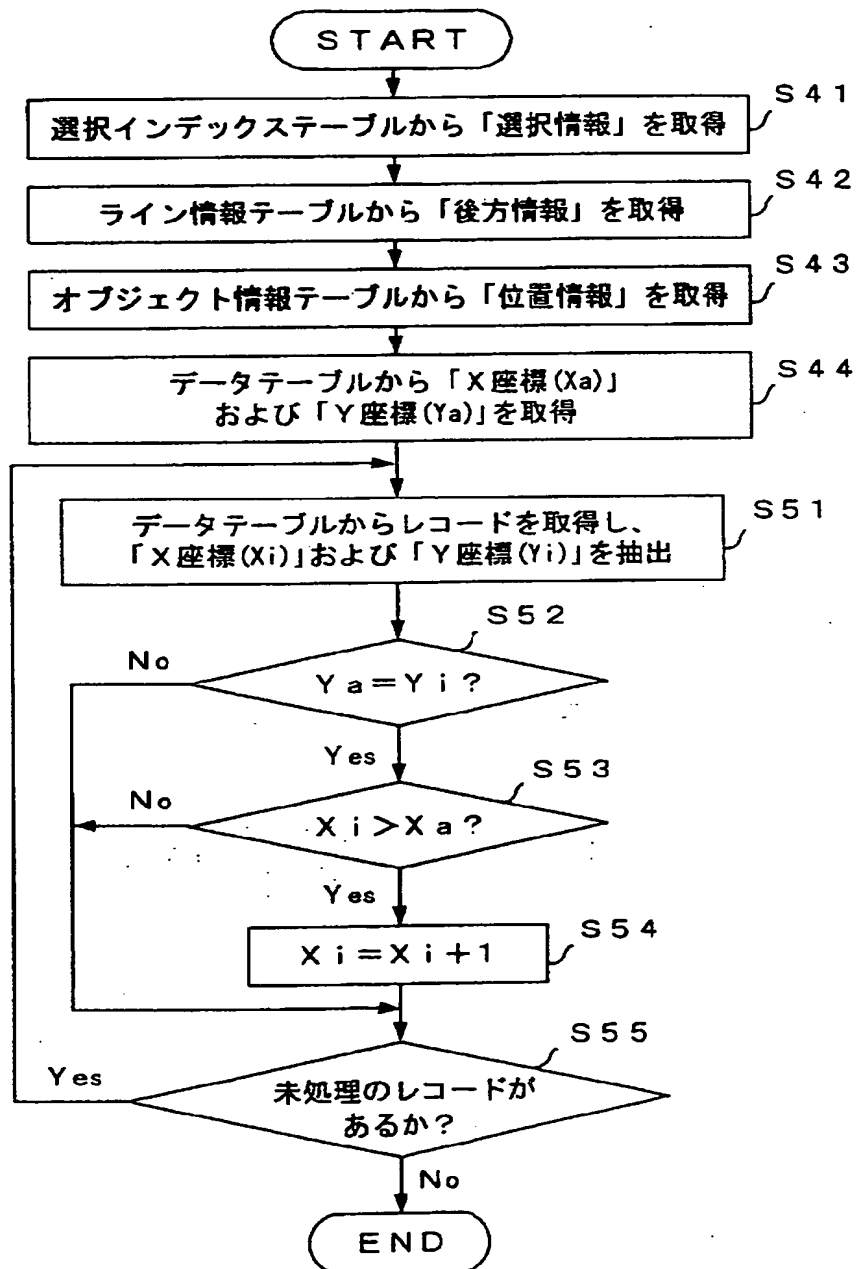 START
S41
選択インデックステーブルから「選択情報」を取得
S42
ライン情報テーブルから「後方情報」を取得
S43
オブジェクト情報テーブルから「位置情報」を取得
S44
データテーブルから「X座標(Xa)」
および「Y座標(Ya)」を取得
S51
データテーブルからレコードを取得し、
「X座標(Xi)」および「Y座標(Yi)」を抽出
S52
No
Ya=Yi?
Yes
S53
No
Xi>Xa?
Yes
S54
Xi=Xi+1
S55
Yes
未処理のレコードが
あるか?
No
END